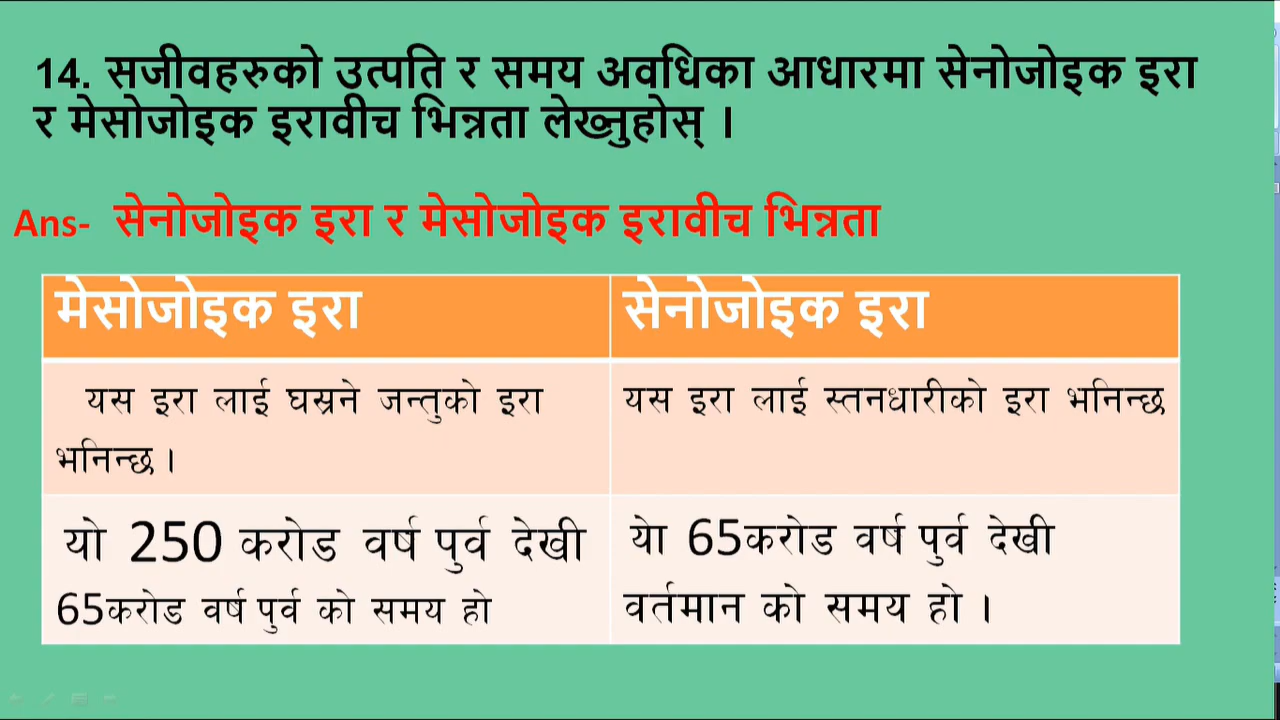 14. सजीवहरुको उत्पति र समय अवधिका आधारमा सेनोजोइक इरा
र मेसोजोइक इरावीच भिन्नता लेख्नुहोस् ।
Ans- सेनोजोइक इरा र मेसोजोइक इरावीच भिन्नता
मेसोजोइक इरा
सेनोजोइक इरा
यस इरा लाई घस्रने जन्तुको इरा
भनिन्छ ।
यस इरा लाई स्तनधारीको इरा भनिन्छ
यो 250 करोड वर्ष पुर्व देखी
65करोड वर्ष पुर्व को समय हो
यो 65करोड वर्ष पुर्व देखी
वर्तमान को समय हो ।